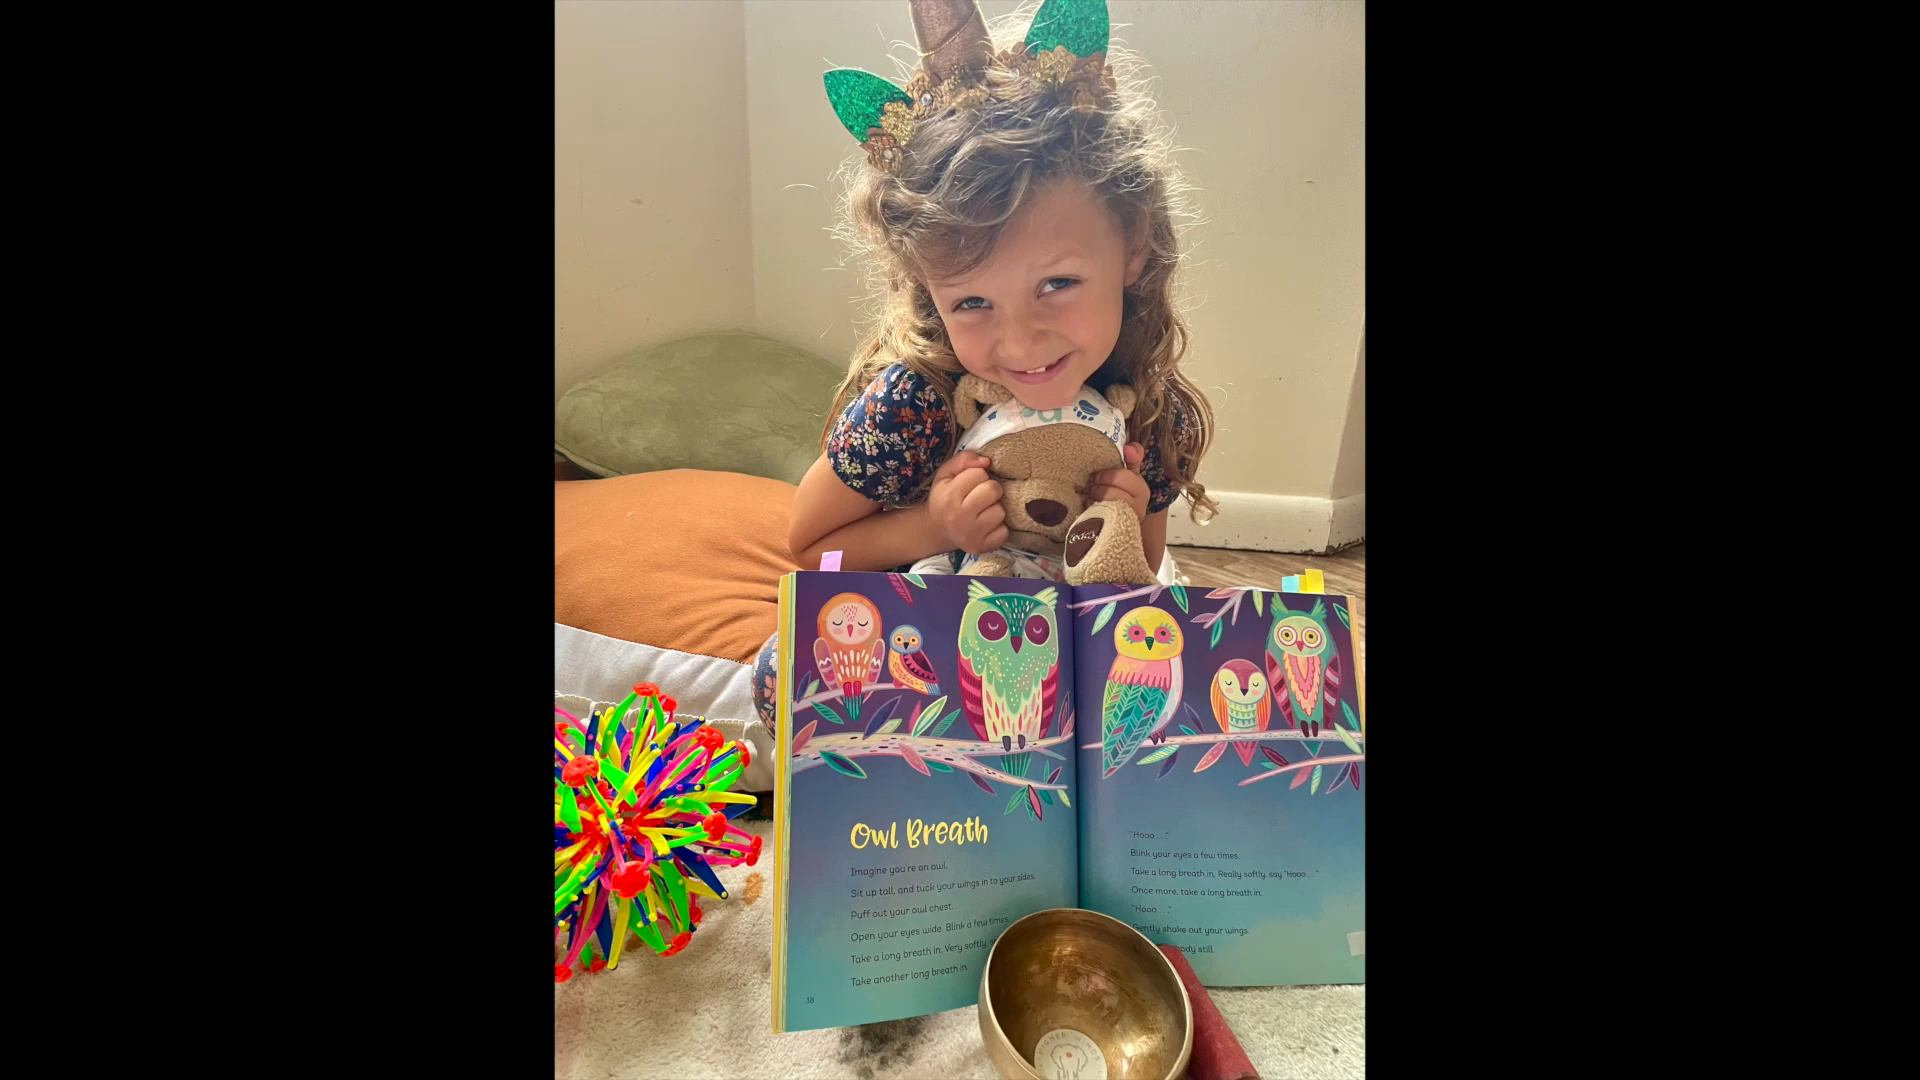 Owl Breath
Imagine you're an owl.
Sit up tall, and tuck your wings in to your sides.
Puff out your owl chest.
Open your eyes wide. Blink a few times.
Take a long breath in. Very softly,
Take another long breath in.
38
"Hooo . . ."
Blink your eyes a few times.
Take a long breath in. Really softly, say "Hooo . . ."
Once more, take a long breath in.
"Hooo . . ."
Gently shake out your wings.
body still.